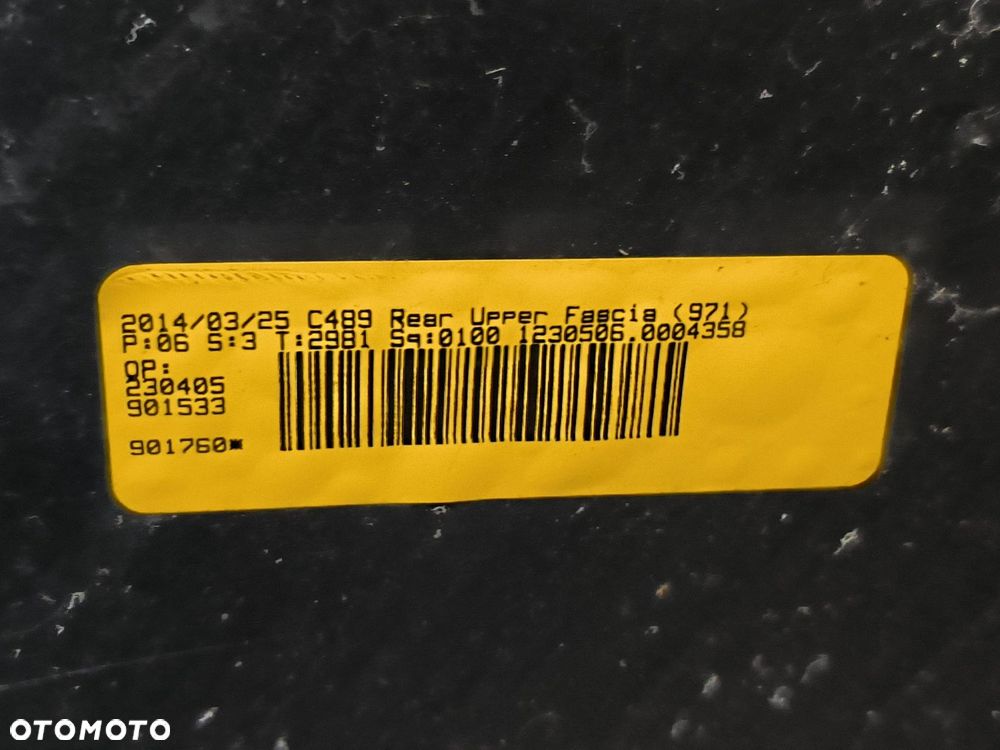 2014/03/25 C489 Rear Upper Fascia (971)
P:06 S:3 T:2981 Sq:0100 1230506.0004358
OP:
230405
901533
901760*
OTOMOTO